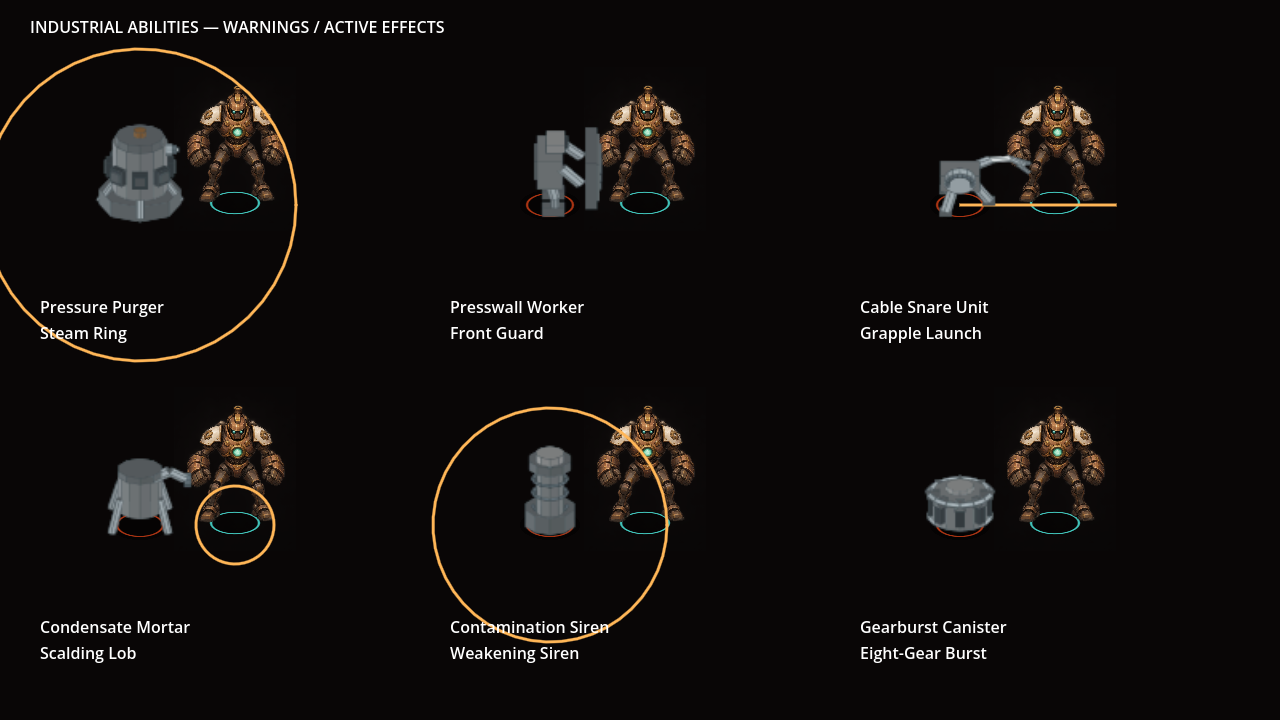 INDUSTRIAL ABILITIES — WARNINGS / ACTIVE EFFECTS
Pressure Purger
Steam Ring
Presswall Worker
Front Guard
Cable Snare Unit
Grapple Launch
Condensate Mortar
Scalding Lob
Contamination Siren
Weakening Siren
Gearburst Canister
Eight-Gear Burst